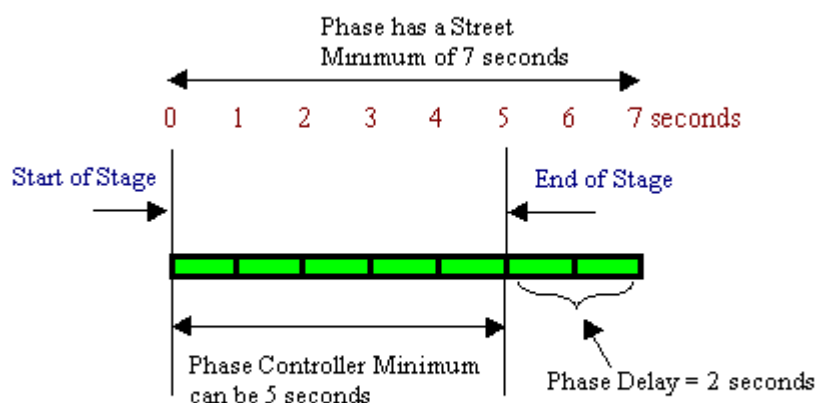 Phase has a Street
Minimum of 7 seconds
0 1 2 3 4 5 6 7 seconds
Start of Stage
End of Stage
Phase Controller Minimum
can be 5 seconds
Phase Delay = 2 seconds